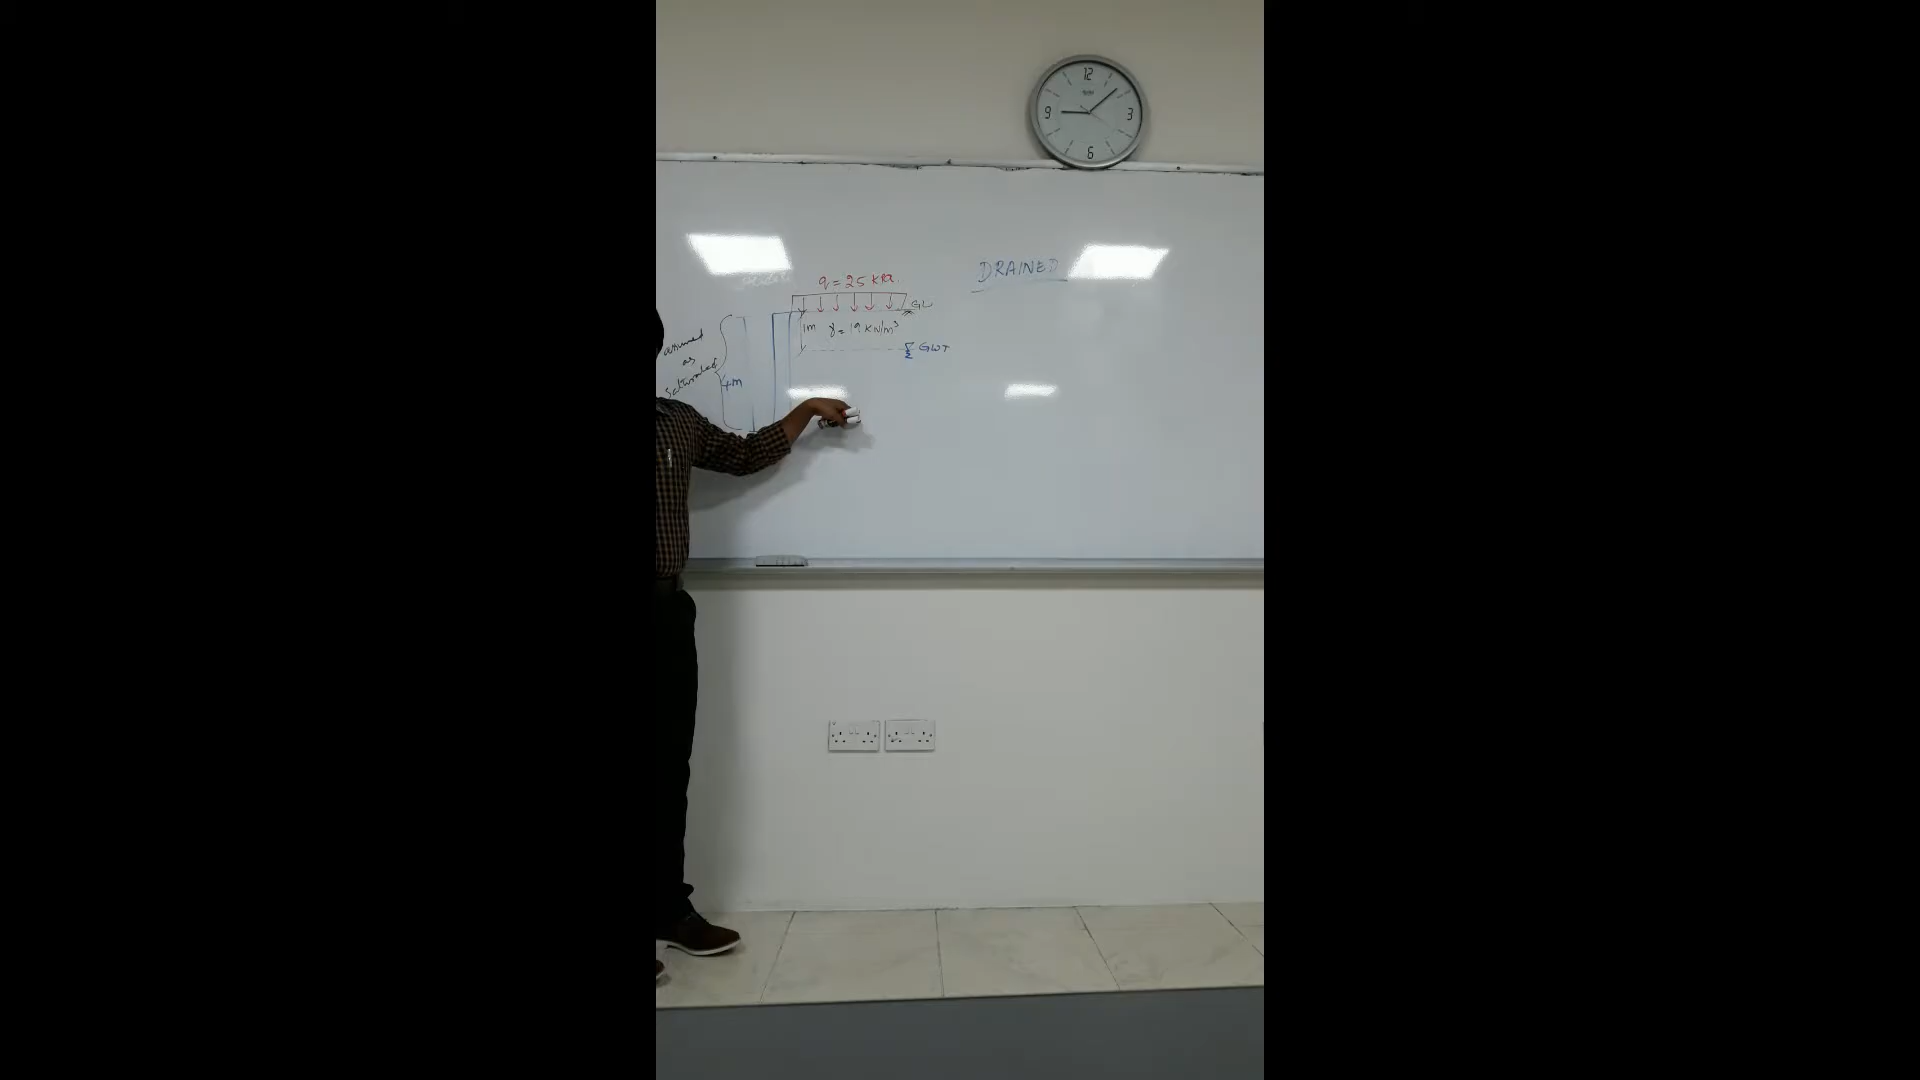 12
9
3
6
DRAINED
q = 25 KPa
GL
1m γ = 19 KN/m³
GWT
assumed
as
Saturated
4m